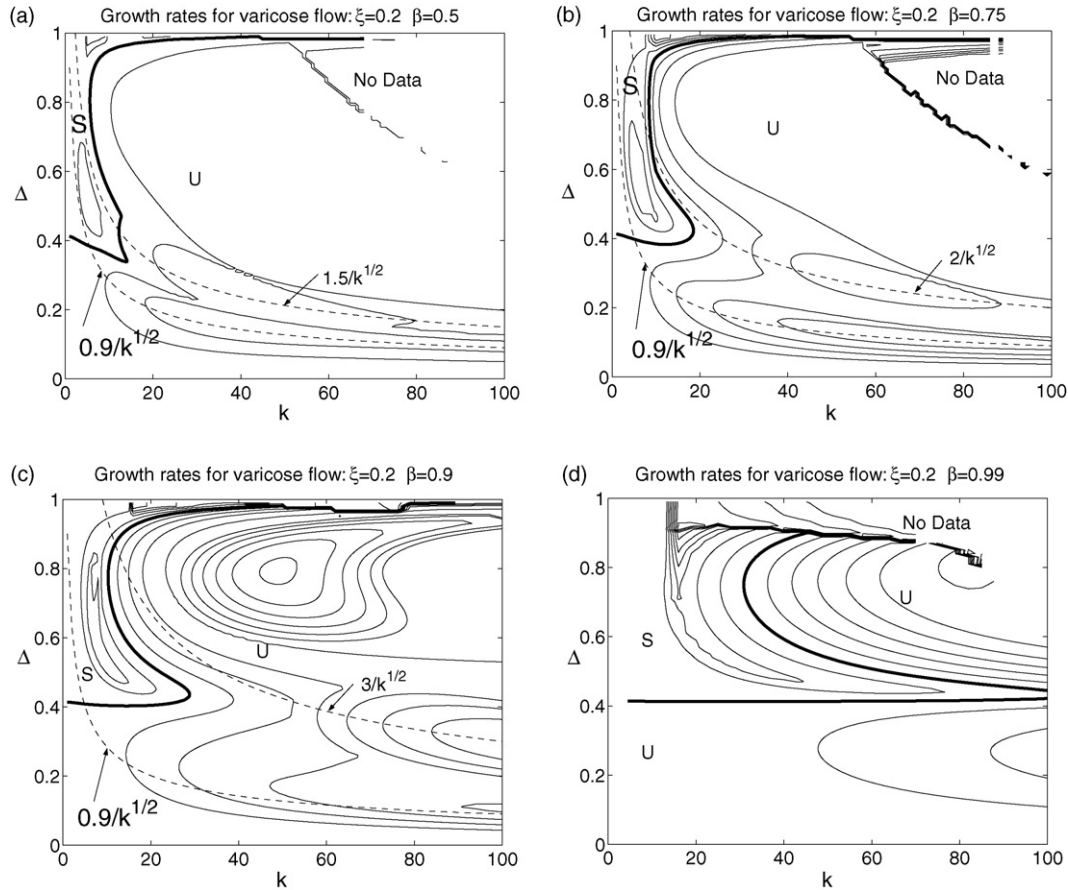 (a) Growth rates for varicose flow: ξ=0.2 β=0.5
1
0.8
0.6
Δ
0.4
0.2
0
0 20 40 60 80 100
k
S
U
No Data
1.5/k^1/2
0.9/k^1/2
(b) Growth rates for varicose flow: ξ=0.2 β=0.75
1
0.8
0.6
Δ
0.4
0.2
0
0 20 40 60 80 100
k
S
U
No Data
2/k^1/2
0.9/k^1/2
(c) Growth rates for varicose flow: ξ=0.2 β=0.9
1
0.8
0.6
Δ
0.4
0.2
0
0 20 40 60 80 100
k
S
U
3/k^1/2
0.9/k^1/2
(d) Growth rates for varicose flow: ξ=0.2 β=0.99
1
0.8
0.6
Δ
0.4
0.2
0
0 20 40 60 80 100
k
No Data
U
S
U